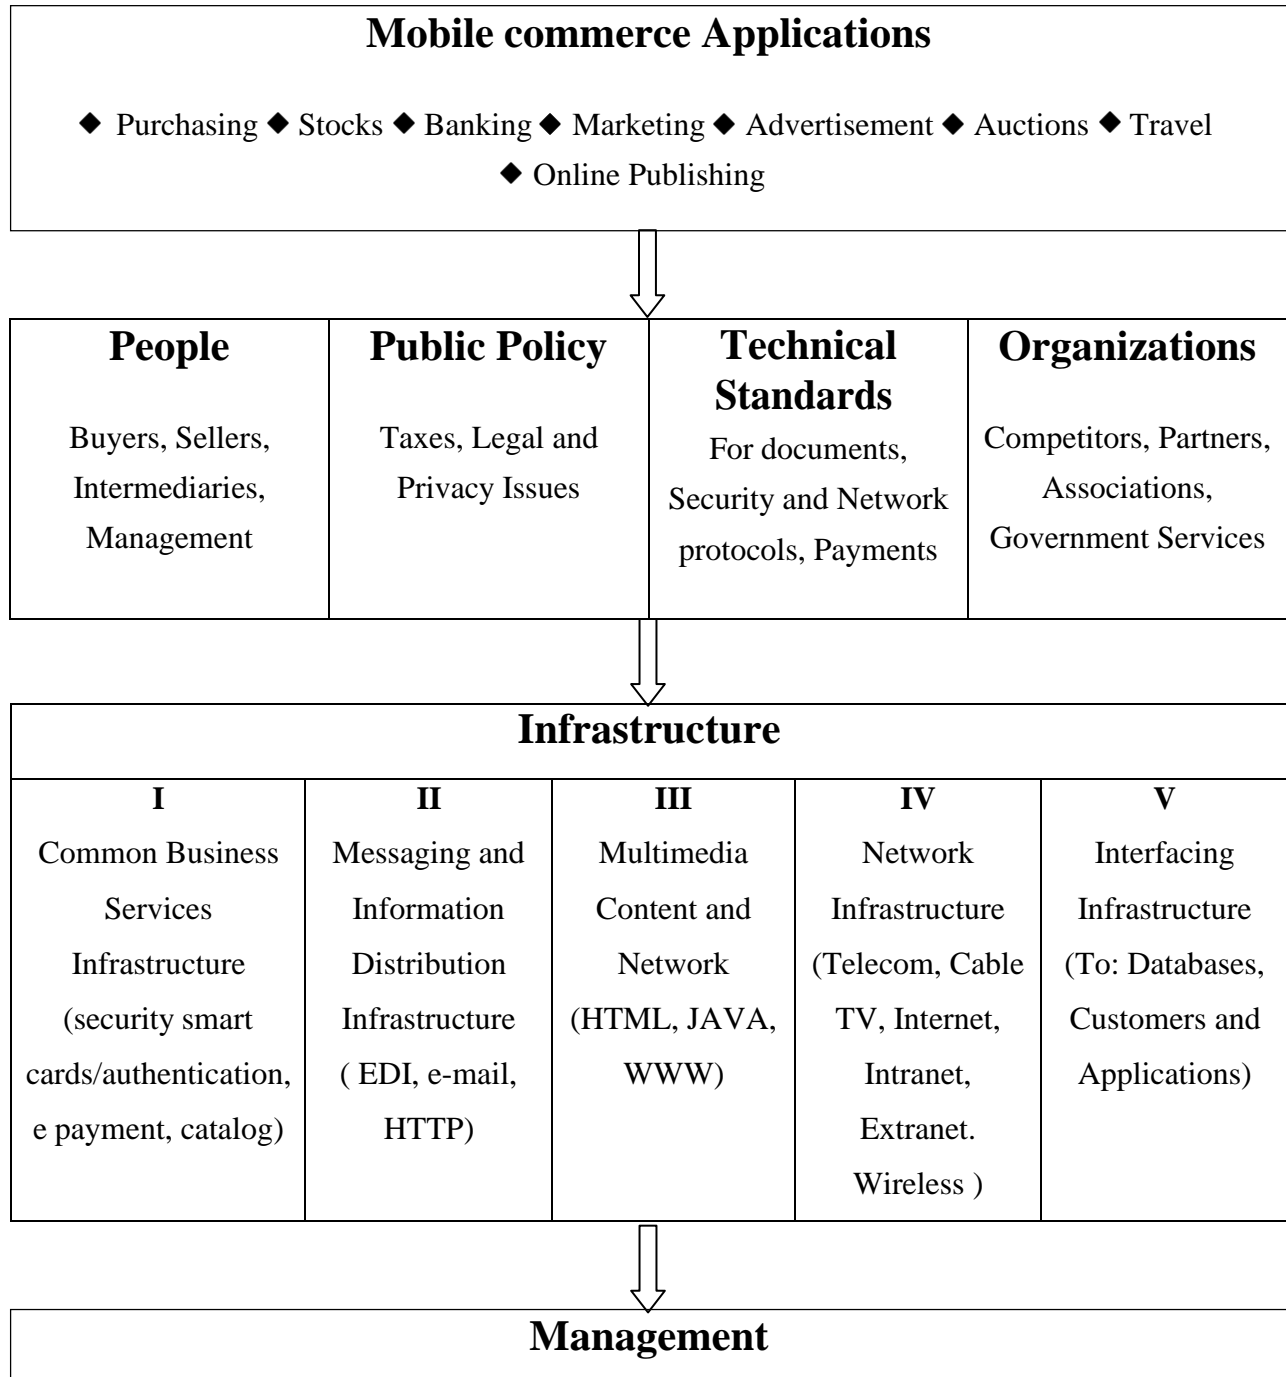 Mobile commerce Applications
◆ Purchasing ◆ Stocks ◆ Banking ◆ Marketing ◆ Advertisement ◆ Auctions ◆ Travel
◆ Online Publishing
People
Buyers, Sellers,
Intermediaries,
Management
Public Policy
Taxes, Legal and
Privacy Issues
Technical
Standards
For documents,
Security and Network
protocols, Payments
Organizations
Competitors, Partners,
Associations,
Government Services
Infrastructure
I
Common Business
Services
Infrastructure
(security smart
cards/authentication,
e payment, catalog)
II
Messaging and
Information
Distribution
Infrastructure
( EDI, e-mail,
HTTP)
III
Multimedia
Content and
Network
(HTML, JAVA,
WWW)
IV
Network
Infrastructure
(Telecom, Cable
TV, Internet,
Intranet,
Extranet.
Wireless )
V
Interfacing
Infrastructure
(To: Databases,
Customers and
Applications)
Management